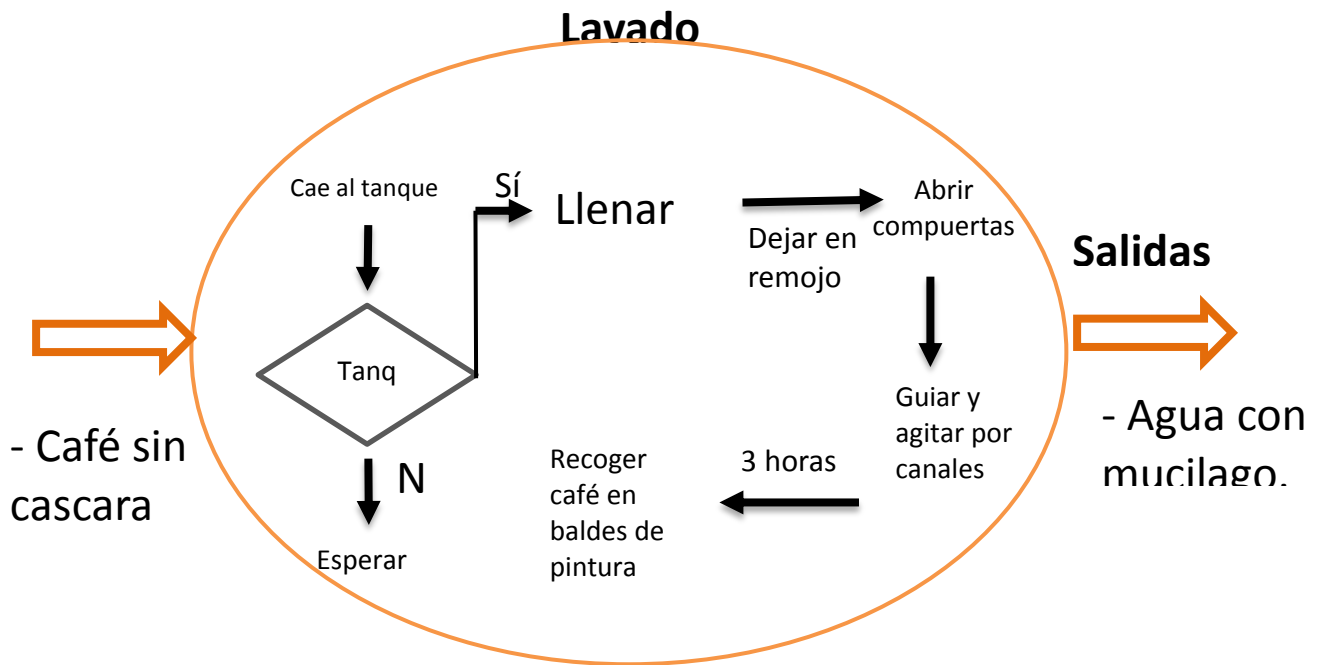 Lavado
Cae al tanque
Sí
Llenar
Dejar en
remojo
Abrir
compuertas
Salidas
Tanq
N
Esperar
Guiar y
agitar por
canales
3 horas
Recoger
café en
baldes de
pintura
- Café sin
cascara
- Agua con
mucilago.